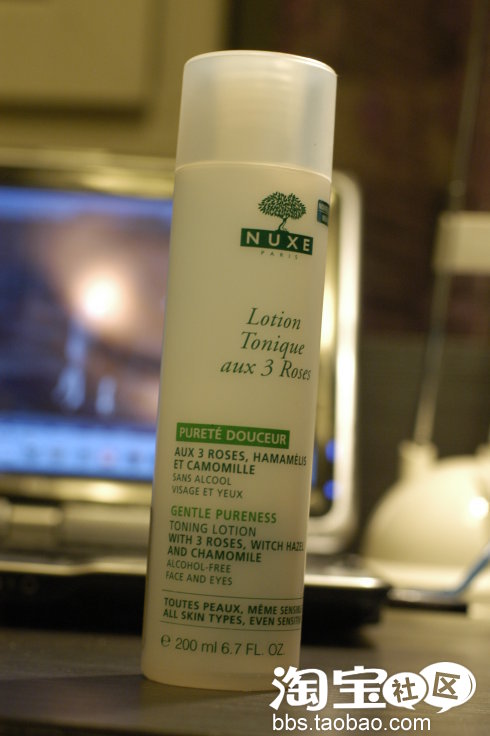 NUXE
PARIS
Lotion
Tonique
aux 3 Roses
PURETÉ DOUCEUR
AUX 3 ROSES, HAMAMÉLIS
ET CAMOMILLE
SANS ALCOOL
VISAGE ET YEUX
GENTLE PURENESS
TONING LOTION
WITH 3 ROSES, WITCH HAZEL
AND CHAMOMILE
ALCOHOL-FREE
FACE AND EYES
TOUTES PEAUX, MÊME SENSIB
ALL SKIN TYPES, EVEN SENSITI
e 200 ml 6.7 FL. OZ.
淘宝社区
bbs.taobao.com